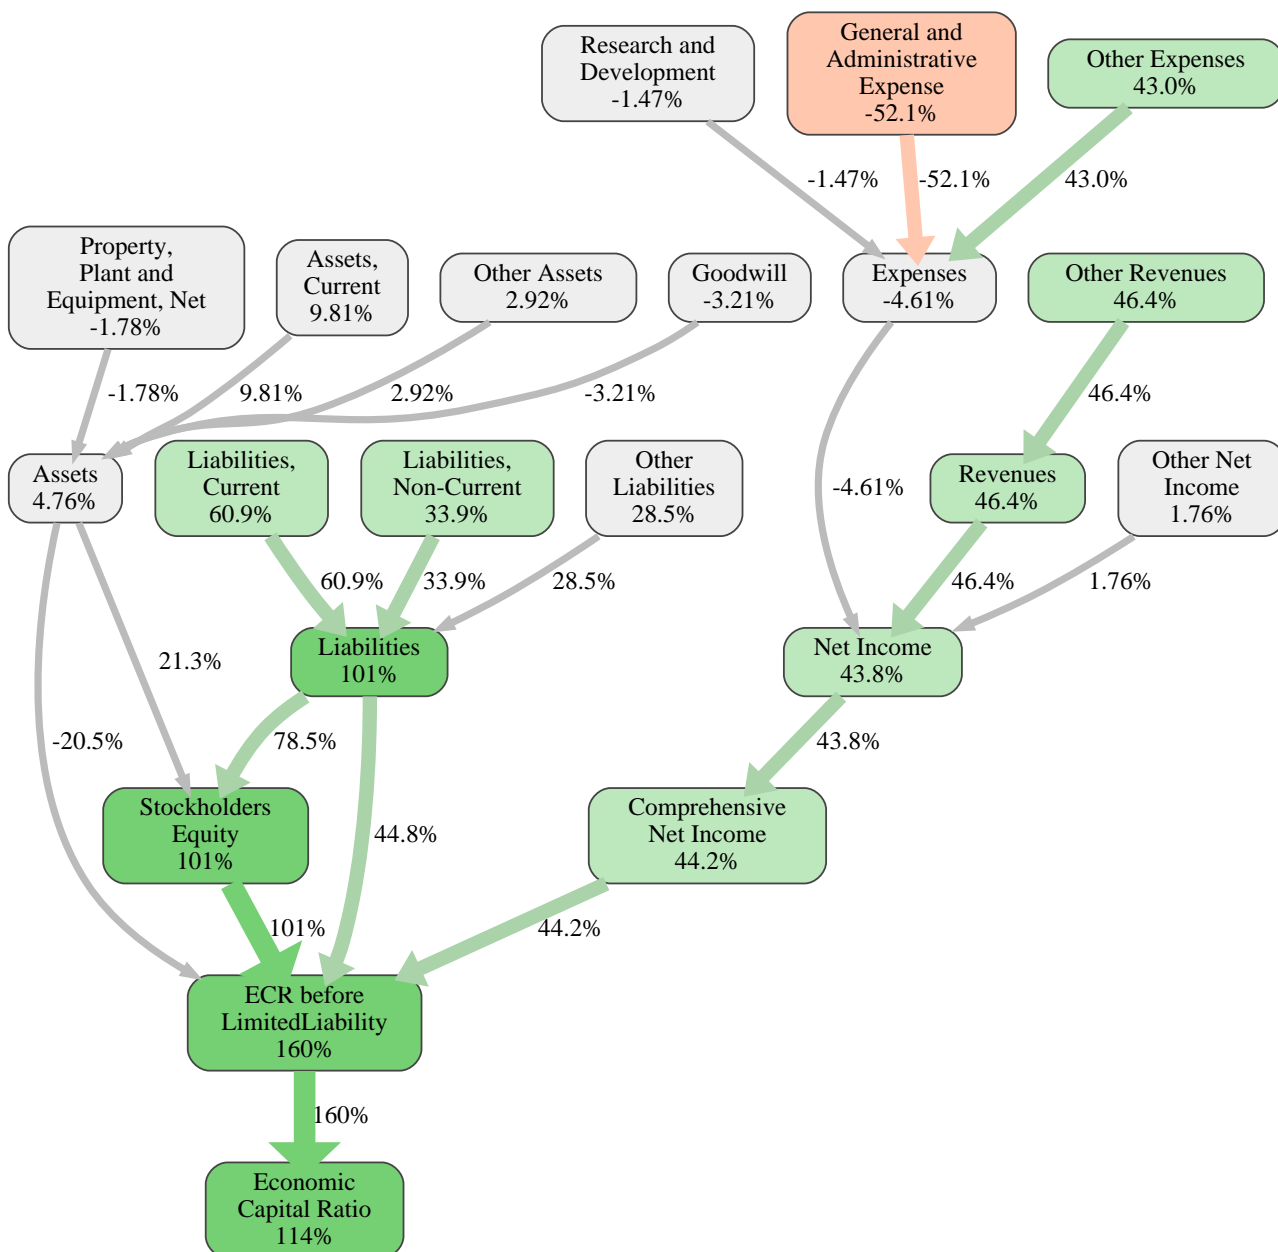 Research and
Development
-1.47%
General and
Administrative
Expense
-52.1%
Other Expenses
43.0%
-1.47%
-52.1%
43.0%
Property,
Plant and
Equipment, Net
-1.78%
Assets,
Current
9.81%
Other Assets
2.92%
Goodwill
-3.21%
Expenses
-4.61%
Other Revenues
46.4%
-1.78%
9.81%
2.92%
-3.21%
46.4%
Assets
4.76%
Liabilities,
Current
60.9%
Liabilities,
Non-Current
33.9%
Other
Liabilities
28.5%
-4.61%
Revenues
46.4%
Other Net
Income
1.76%
60.9%
33.9%
28.5%
46.4%
1.76%
Liabilities
101%
Net Income
43.8%
21.3%
-20.5%
78.5%
43.8%
Stockholders
Equity
101%
44.8%
Comprehensive
Net Income
44.2%
101%
44.2%
ECR before
LimitedLiability
160%
160%
Economic
Capital Ratio
114%